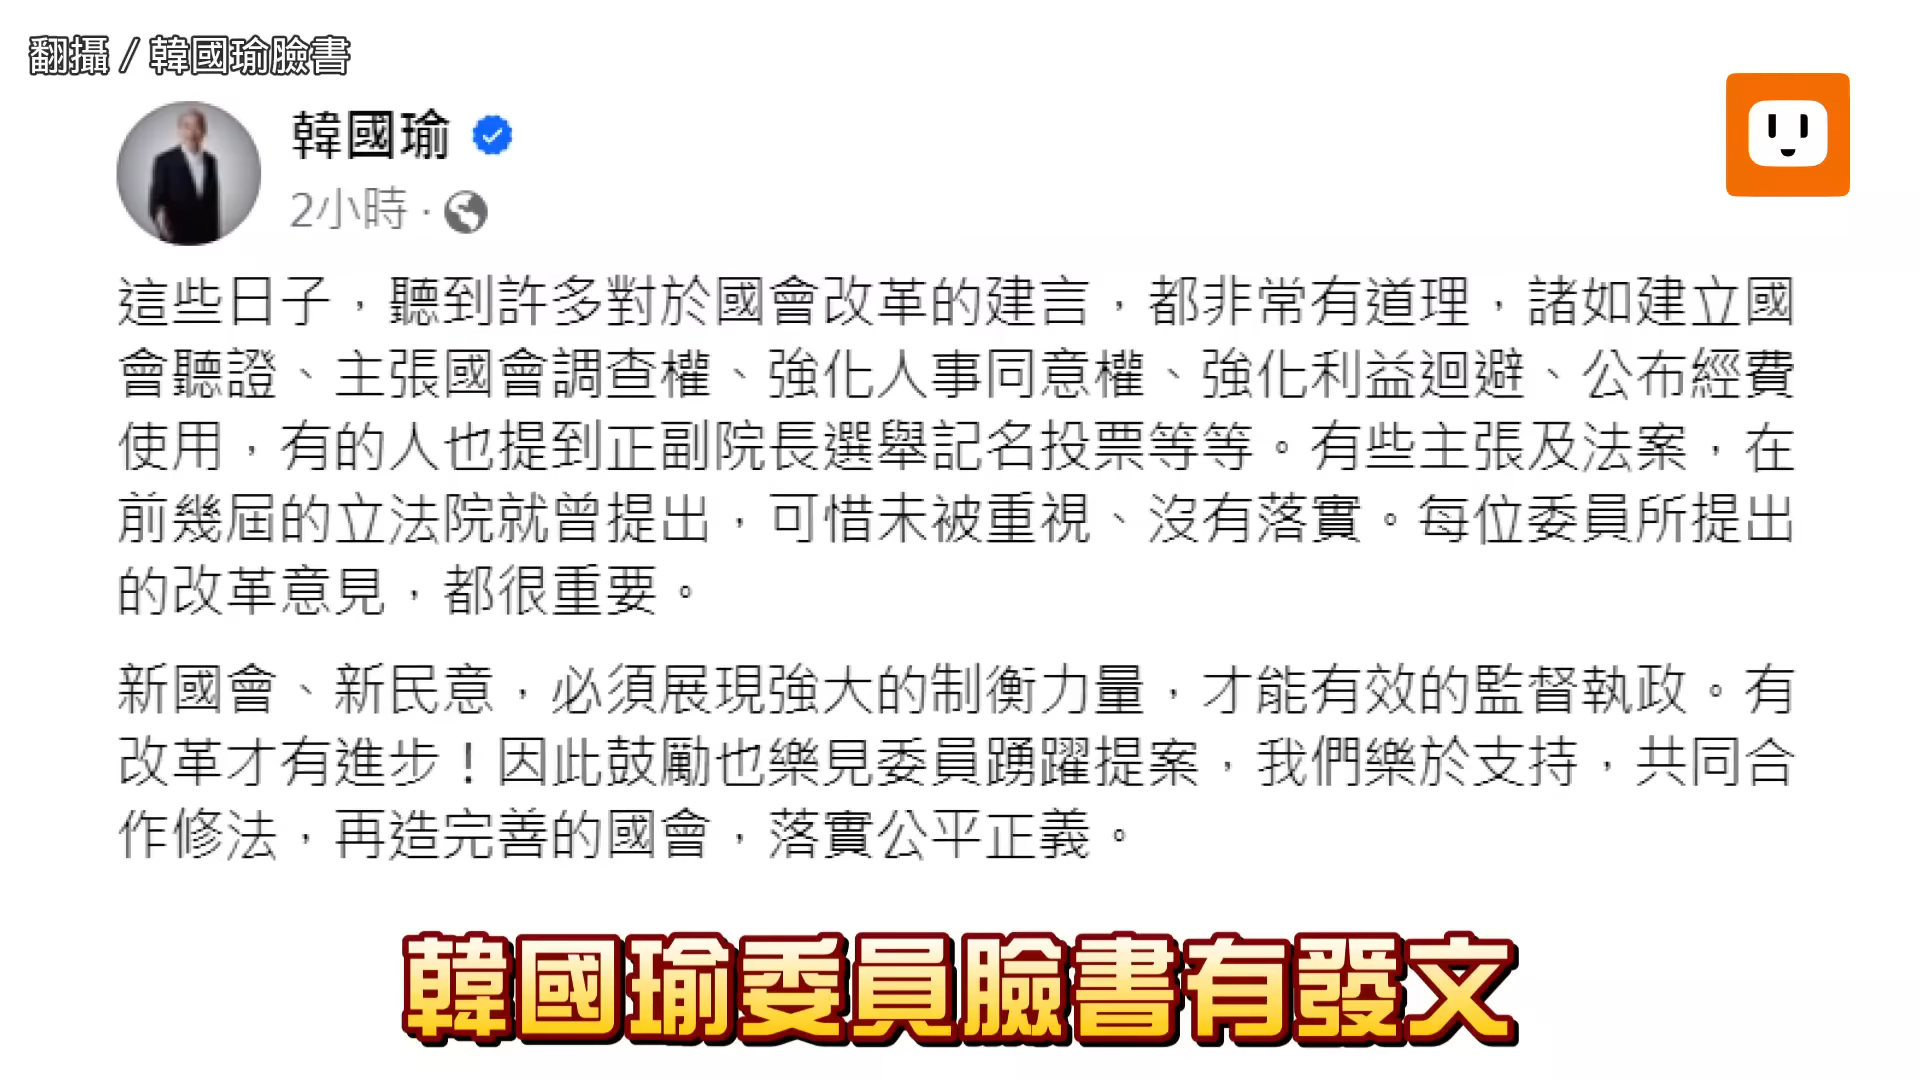 翻攝/韓國瑜臉書
韓國瑜
2小時·
這些日子，聽到許多對於國會改革的建言，都非常有道理，諸如建立國
會聽證、主張國會調查權、強化人事同意權、強化利益迴避、公布經費
使用，有的人也提到正副院長選舉記名投票等等。有些主張及法案，在
前幾屆的立法院就曾提出，可惜未被重視、沒有落實。每位委員所提出
的改革意見，都很重要。
新國會、新民意，必須展現強大的制衡力量，才能有效的監督執政。有
改革才有進步！因此鼓勵也樂見委員踴躍提案，我們樂於支持，共同合
作修法，再造完善的國會，落實公平正義。
韓國瑜委員臉書有發文